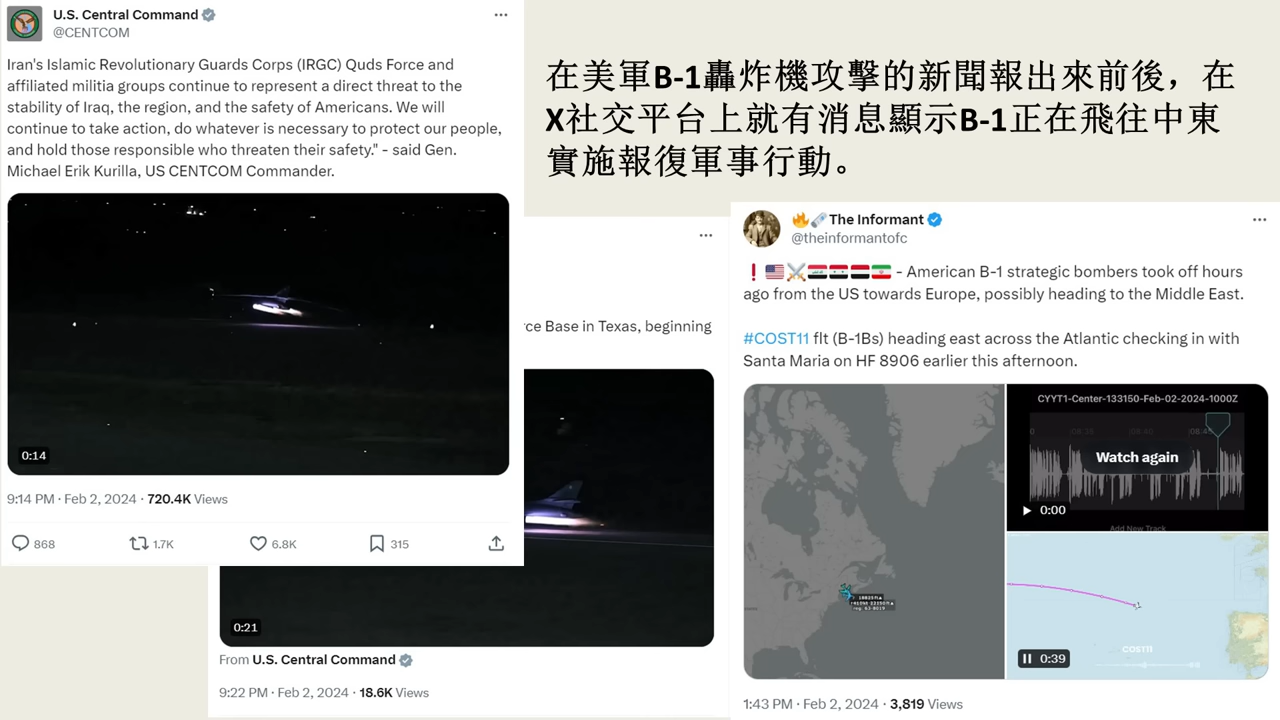 U.S. Central Command
@CENTCOM
Iran's Islamic Revolutionary Guards Corps (IRGC) Quds Force and
affiliated militia groups continue to represent a direct threat to the
stability of Iraq, the region, and the safety of Americans. We will
continue to take action, do whatever is necessary to protect our people,
and hold those responsible who threaten their safety." - said Gen.
Michael Erik Kurilla, US CENTCOM Commander.
0:14
9:14 PM · Feb 2, 2024 · 720.4K Views
868 1.7K 6.8K 315
在美軍B-1轟炸機攻擊的新聞報出來前後，在
X社交平台上就有消息顯示B-1正在飛往中東
實施報復軍事行動。
ce Base in Texas, beginning
0:21
From U.S. Central Command
9:22 PM · Feb 2, 2024 · 18.6K Views
The Informant
@theinformantofc
- American B-1 strategic bombers took off hours
ago from the US towards Europe, possibly heading to the Middle East.
#COST11 flt (B-1Bs) heading east across the Atlantic checking in with
Santa Maria on HF 8906 earlier this afternoon.
CYYT1-Center-133150-Feb-02-2024-1000Z
Watch again
0:00
Add New Track
COST11
0:39
1:43 PM · Feb 2, 2024 · 3,819 Views